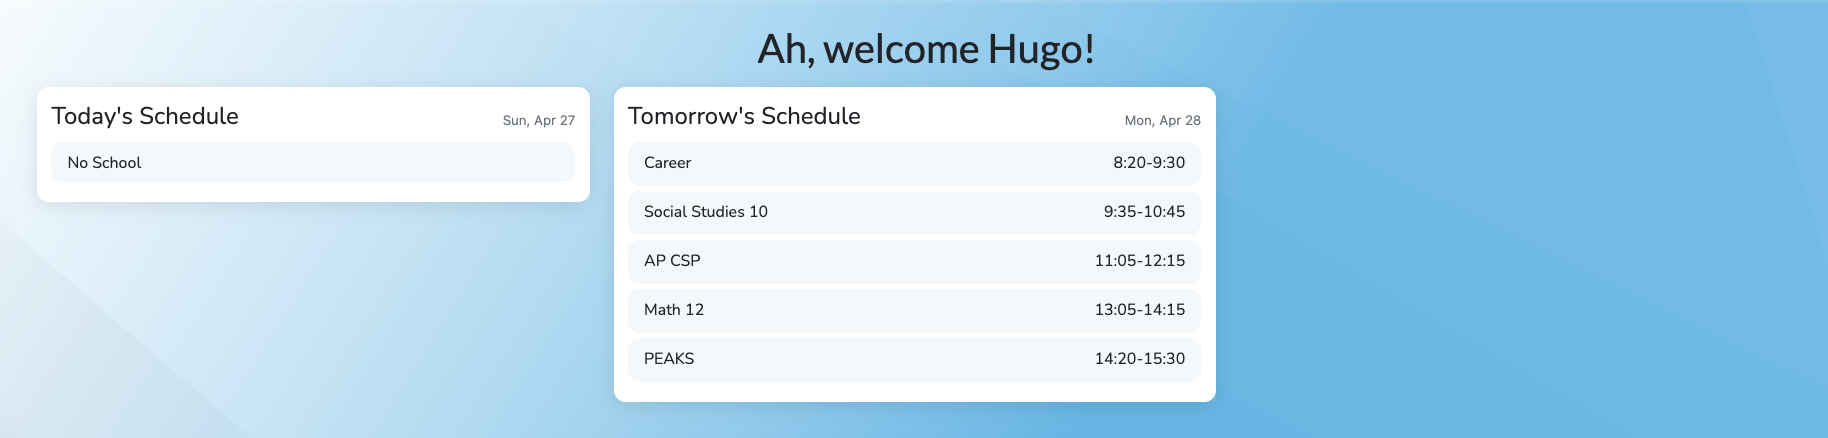 Ah, welcome Hugo!
Today's Schedule Sun, Apr 27
No School
Tomorrow's Schedule Mon, Apr 28
Career 8:20-9:30
Social Studies 10 9:35-10:45
AP CSP 11:05-12:15
Math 12 13:05-14:15
PEAKS 14:20-15:30